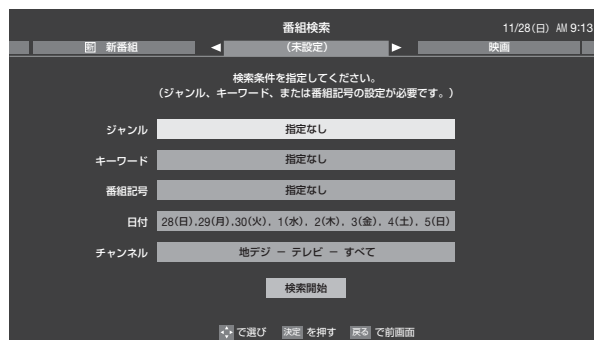 番組検索 11/28(日) AM 9:13
新 新番組 ◀ (未設定) ▶ 映画
検索条件を指定してください。
(ジャンル、キーワード、または番組記号の設定が必要です。)
ジャンル 指定なし
キーワード 指定なし
番組記号 指定なし
日付 28(日),29(月),30(火), 1(水), 2(木), 3(金), 4(土), 5(日)
チャンネル 地デジ － テレビ － すべて
検索開始
で選び 決定 を押す 戻る で前画面